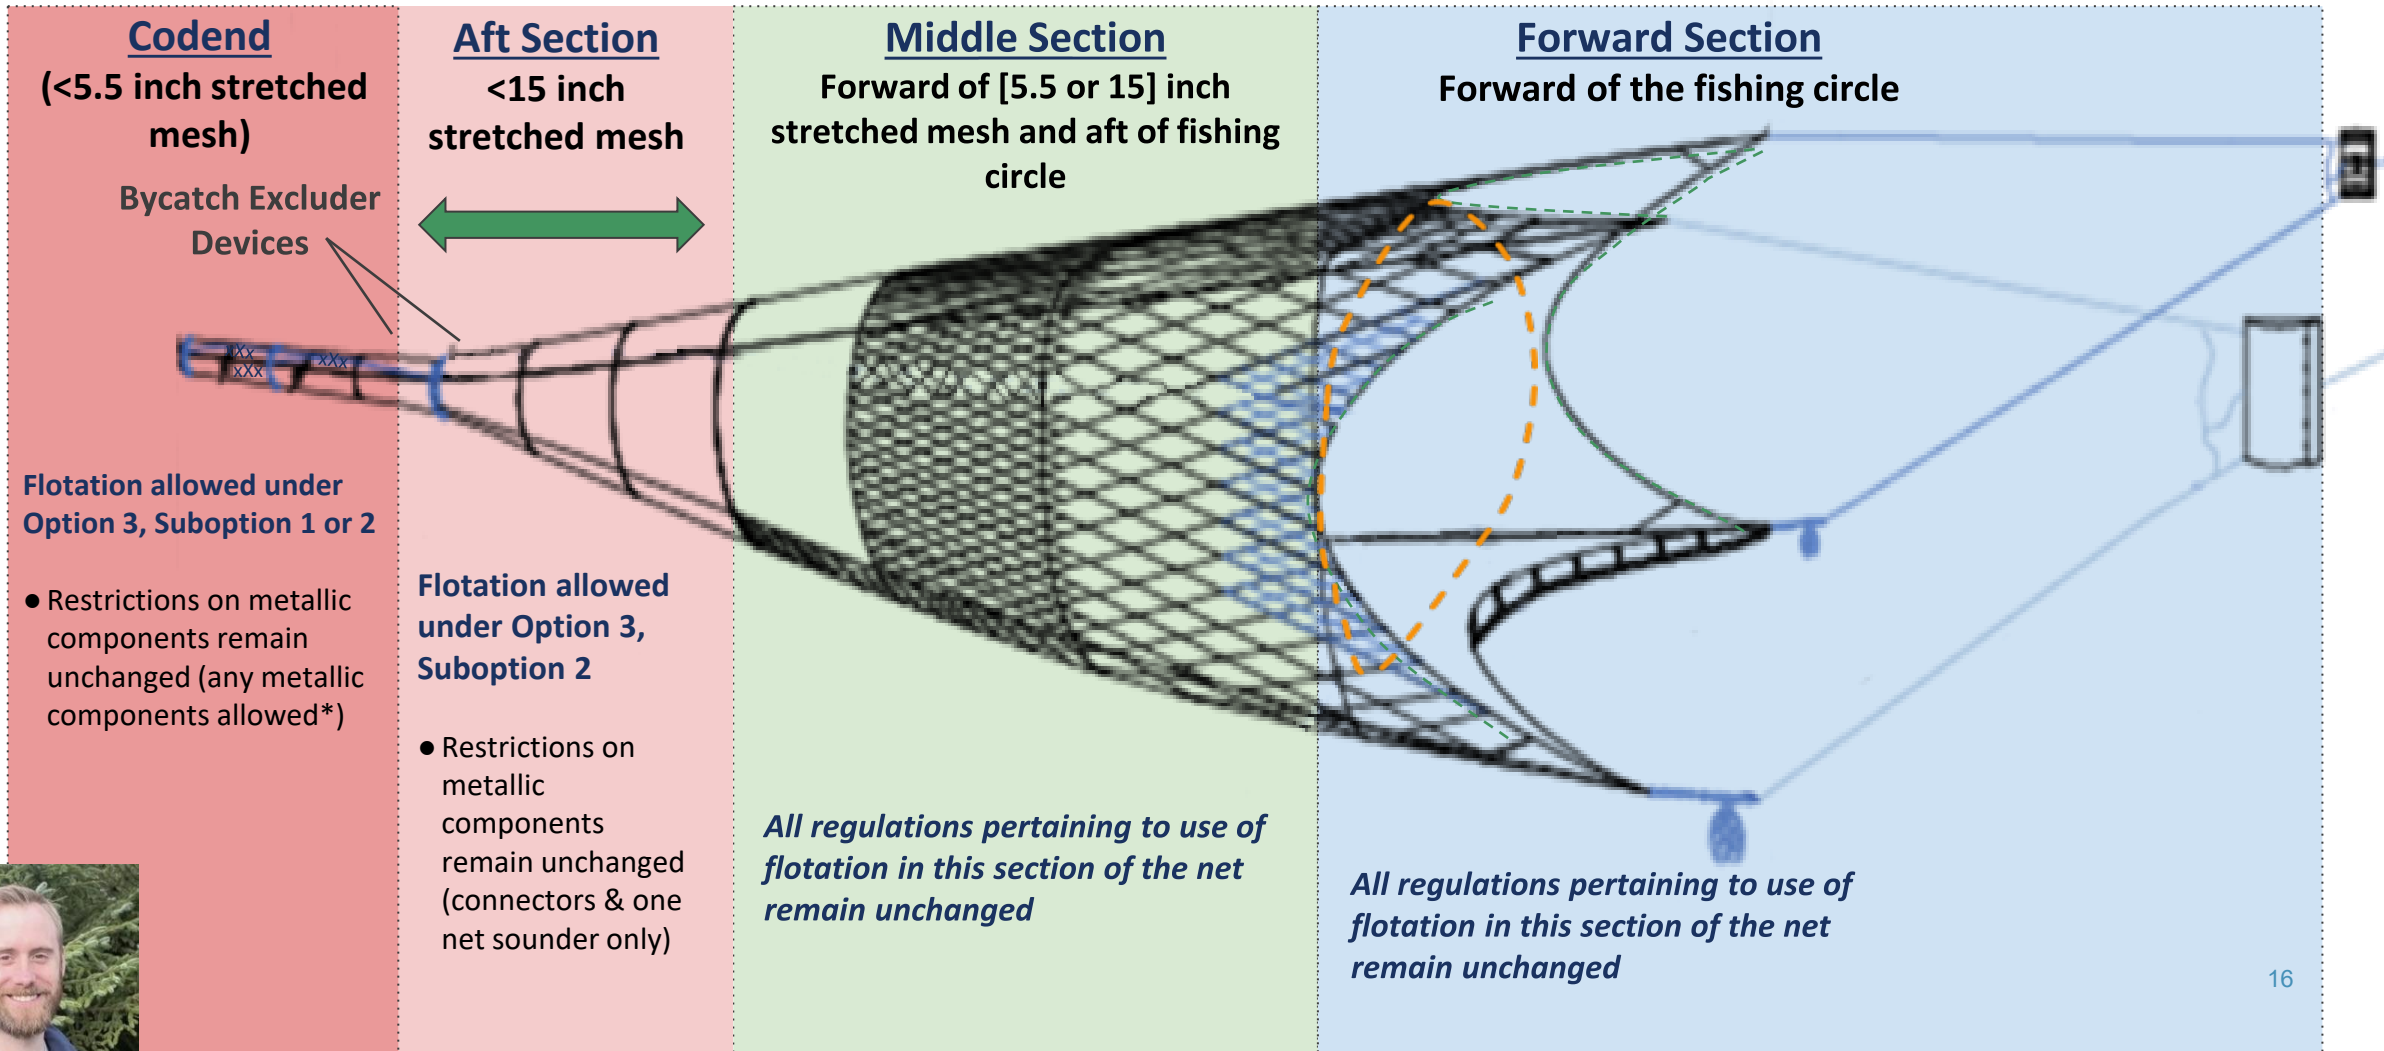 Codend
(<5.5 inch stretched
mesh)
Bycatch Excluder
Devices
xXx
xXx
xXx
Flotation allowed under
Option 3, Suboption 1 or 2
● Restrictions on metallic
components remain
unchanged (any metallic
components allowed*)
Aft Section
<15 inch
stretched mesh
Flotation allowed
under Option 3,
Suboption 2
● Restrictions on
metallic
components
remain unchanged
(connectors & one
net sounder only)
Middle Section
Forward of [5.5 or 15] inch
stretched mesh and aft of fishing
circle
All regulations pertaining to use of
flotation in this section of the net
remain unchanged
Forward Section
Forward of the fishing circle
All regulations pertaining to use of
flotation in this section of the net
remain unchanged
16